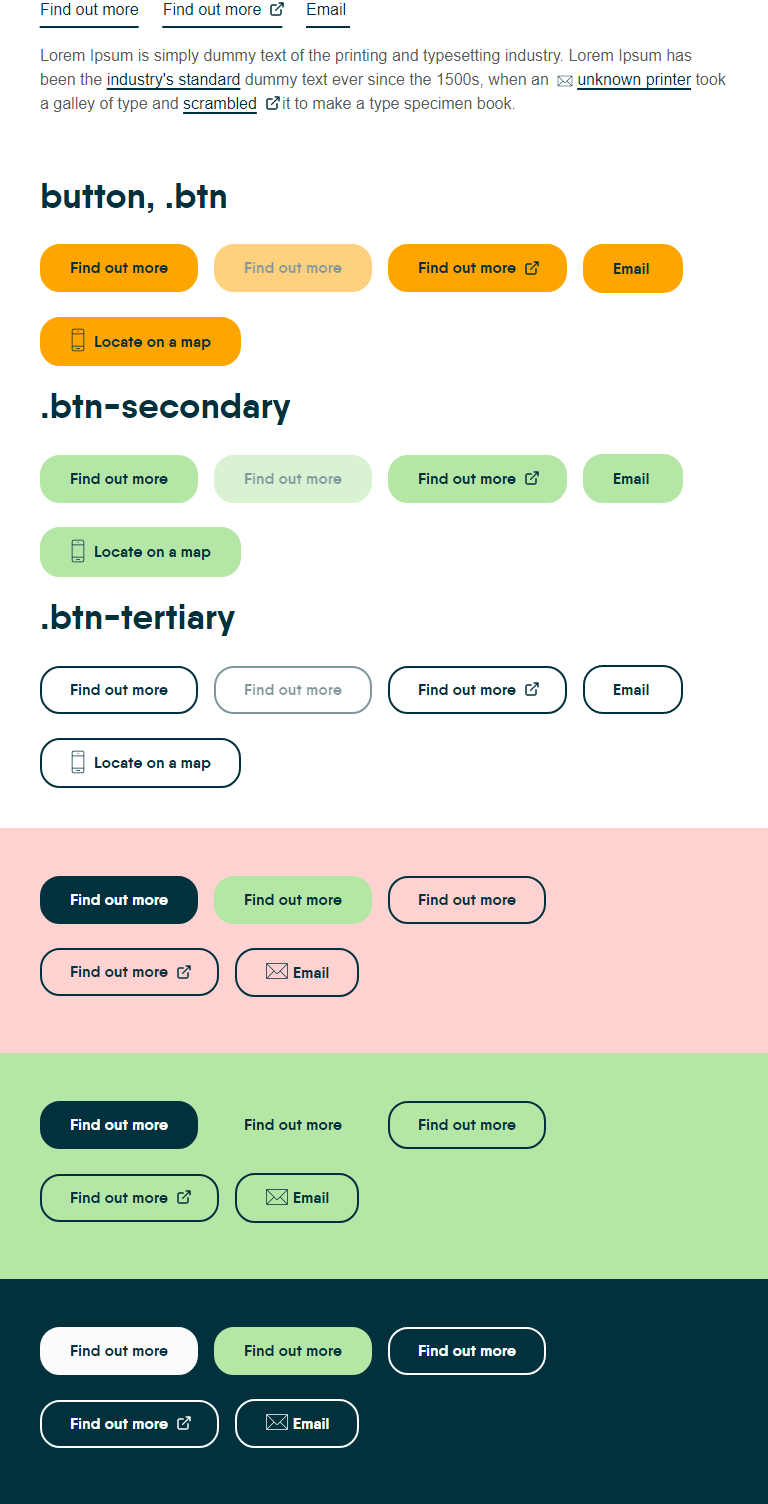 Find out more Find out more Email
Lorem Ipsum is simply dummy text of the printing and typesetting industry. Lorem Ipsum has
been the industry's standard dummy text ever since the 1500s, when an unknown printer took
a galley of type and scrambled it to make a type specimen book.
button, .btn
Find out more Find out more Find out more Email
Locate on a map
.btn-secondary
Find out more Find out more Find out more Email
Locate on a map
.btn-tertiary
Find out more Find out more Find out more Email
Locate on a map
Find out more Find out more Find out more
Find out more Email
Find out more Find out more Find out more
Find out more Email
Find out more Find out more Find out more
Find out more Email